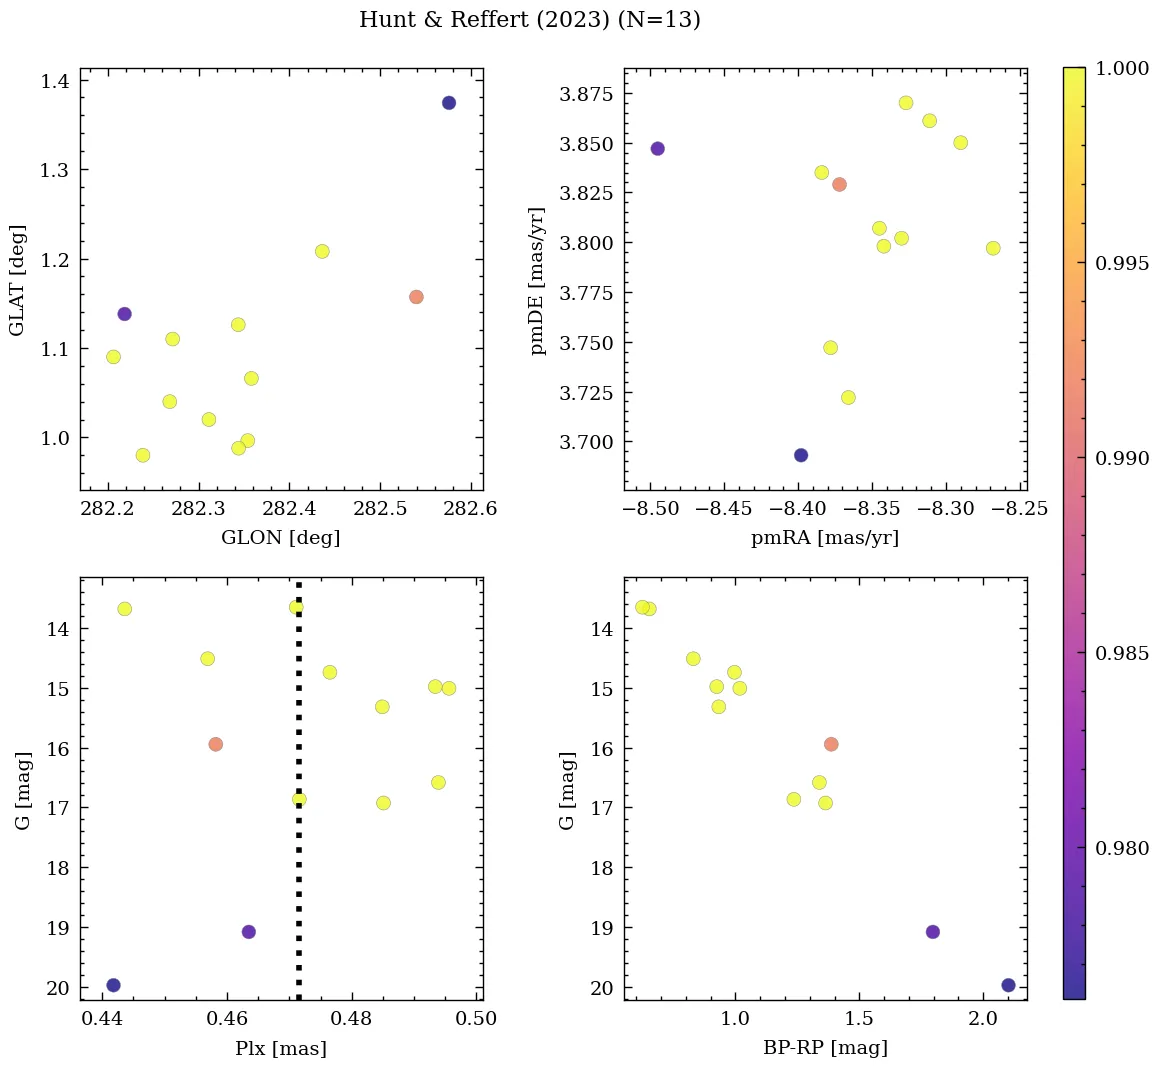 Hunt & Reffert (2023) (N=13)
1.4
1.3
1.2
1.1
1.0
GLAT [deg]
282.2 282.3 282.4 282.5 282.6
GLON [deg]
3.875
3.850
3.825
3.800
3.775
3.750
3.725
3.700
pmDE [mas/yr]
−8.50 −8.45 −8.40 −8.35 −8.30 −8.25
pmRA [mas/yr]
14
15
16
17
18
19
20
G [mag]
0.44 0.46 0.48 0.50
Plx [mas]
14
15
16
17
18
19
20
G [mag]
1.0 1.5 2.0
BP-RP [mag]
1.000
0.995
0.990
0.985
0.980